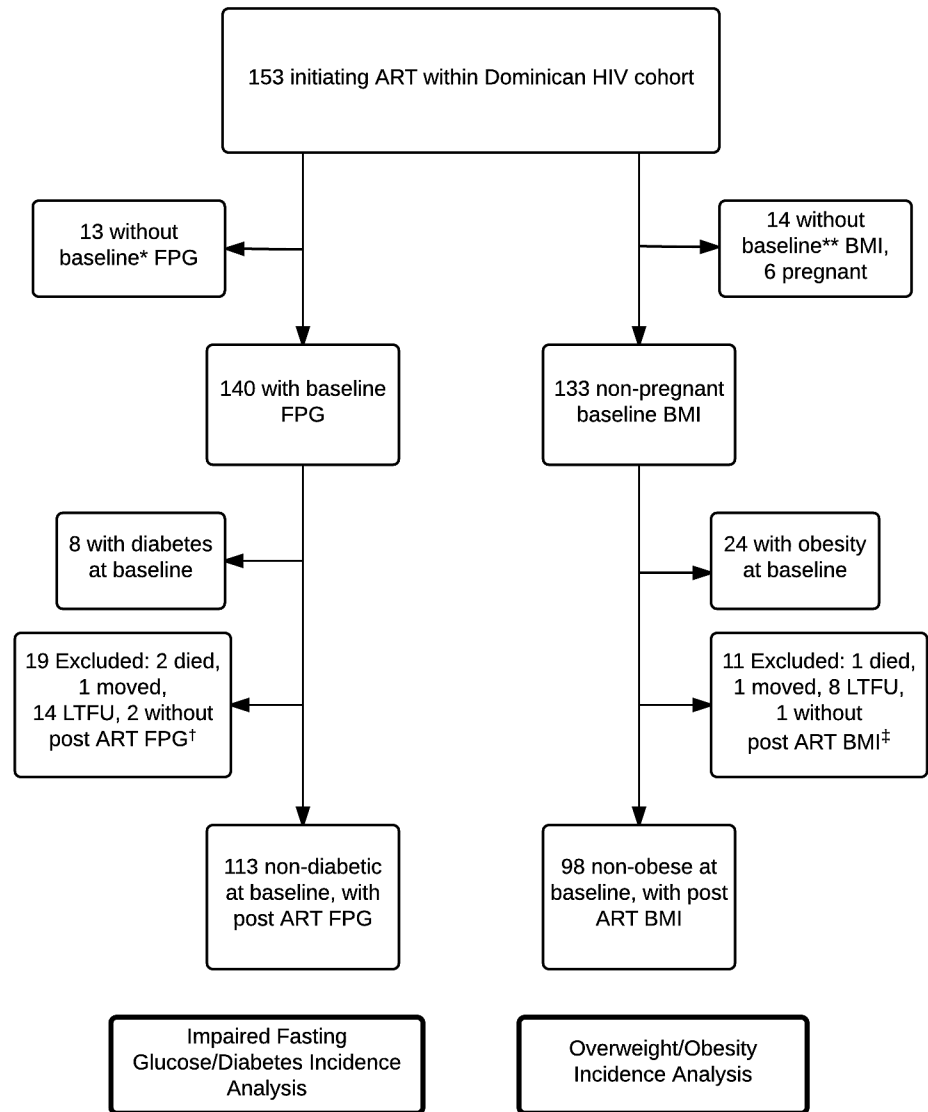 153 initiating ART within Dominican HIV cohort
13 without
baseline* FPG
14 without
baseline** BMI,
6 pregnant
140 with baseline
FPG
133 non-pregnant
baseline BMI
8 with diabetes
at baseline
24 with obesity
at baseline
19 Excluded: 2 died,
1 moved,
14 LTFU, 2 without
post ART FPG†
11 Excluded: 1 died,
1 moved, 8 LTFU,
1 without
post ART BMI‡
113 non-diabetic
at baseline, with
post ART FPG
98 non-obese at
baseline, with post
ART BMI
Impaired Fasting
Glucose/Diabetes Incidence
Analysis
Overweight/Obesity
Incidence Analysis